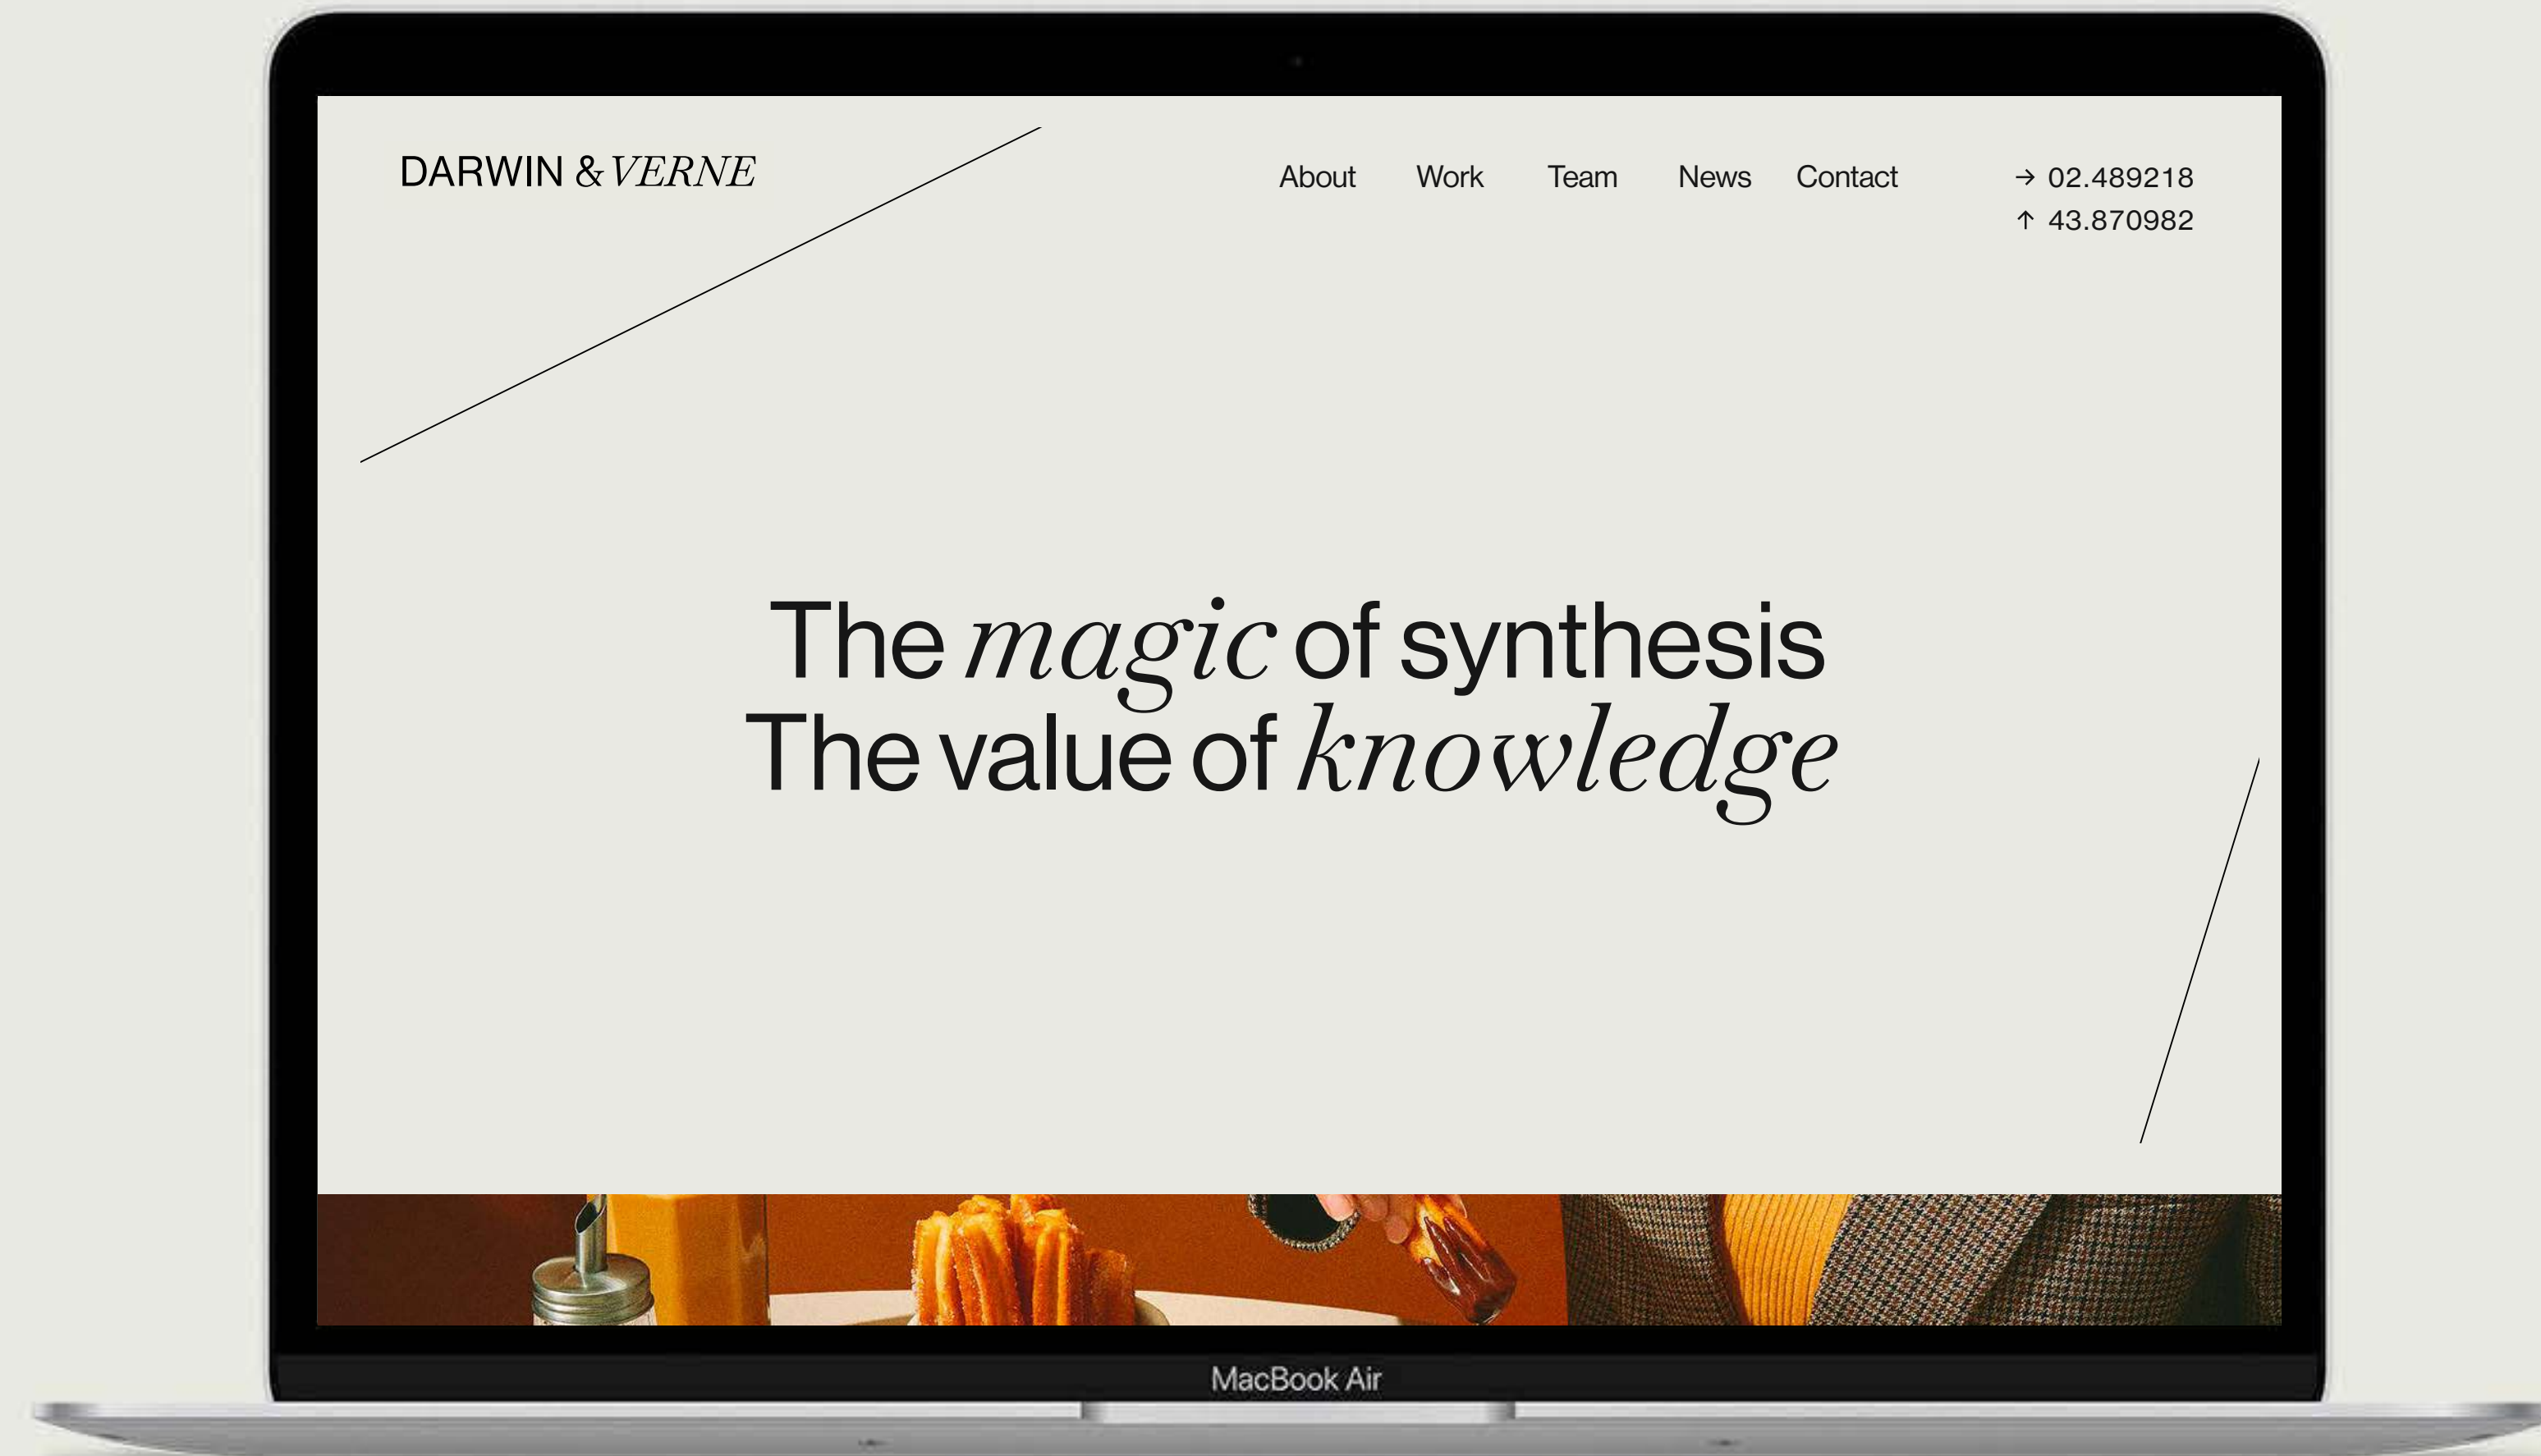 DARWIN & VERNE
About Work Team News Contact
→ 02.489218
↑ 43.870982
The magic of synthesis
The value of knowledge
MacBook Air